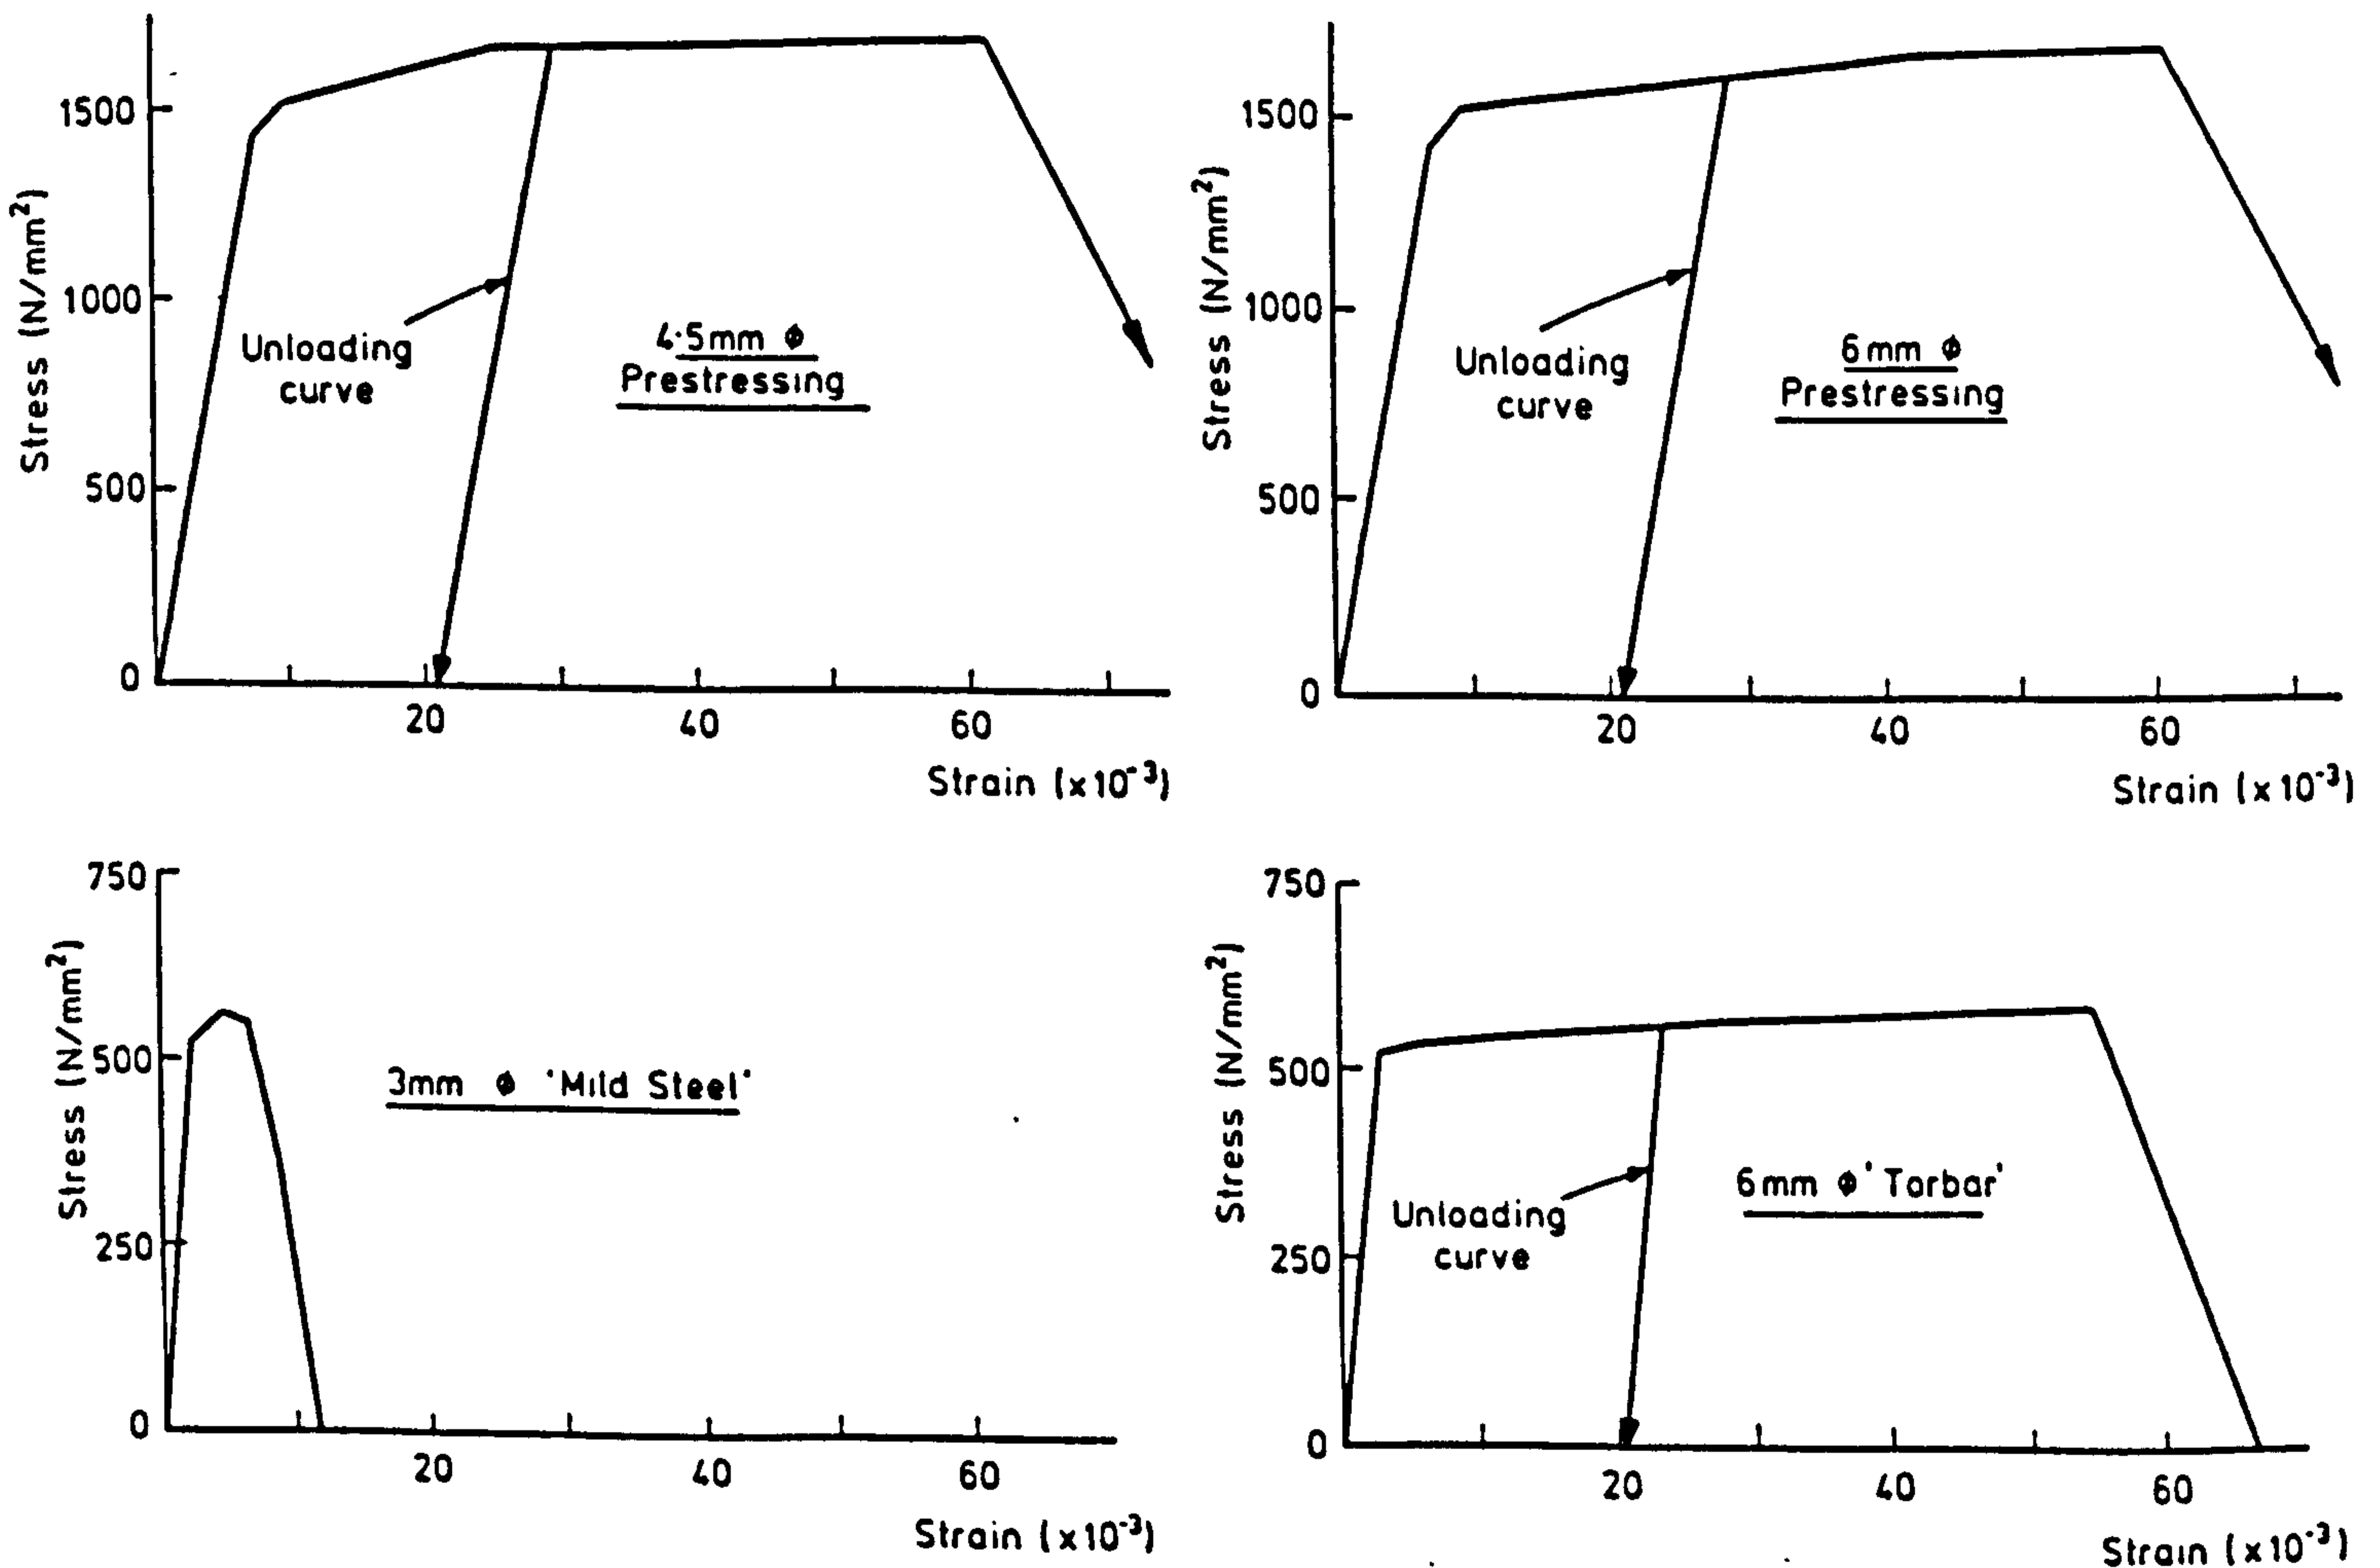 Stress (N/mm²)
1500
1000
500
0
20
40
60
Strain (x10⁻³)
Unloading
curve
4·5mm ϕ
Prestressing
Stress (N/mm²)
1500
1000
500
0
20
40
60
Strain (x10⁻³)
Unloading
curve
6mm ϕ
Prestressing
Stress (N/mm²)
750
500
250
0
20
40
60
Strain (x10⁻³)
3mm ϕ 'Mild Steel'
Stress (N/mm²)
750
500
250
0
20
40
60
Strain (x10⁻³)
Unloading
curve
6mm ϕ 'Torbar'